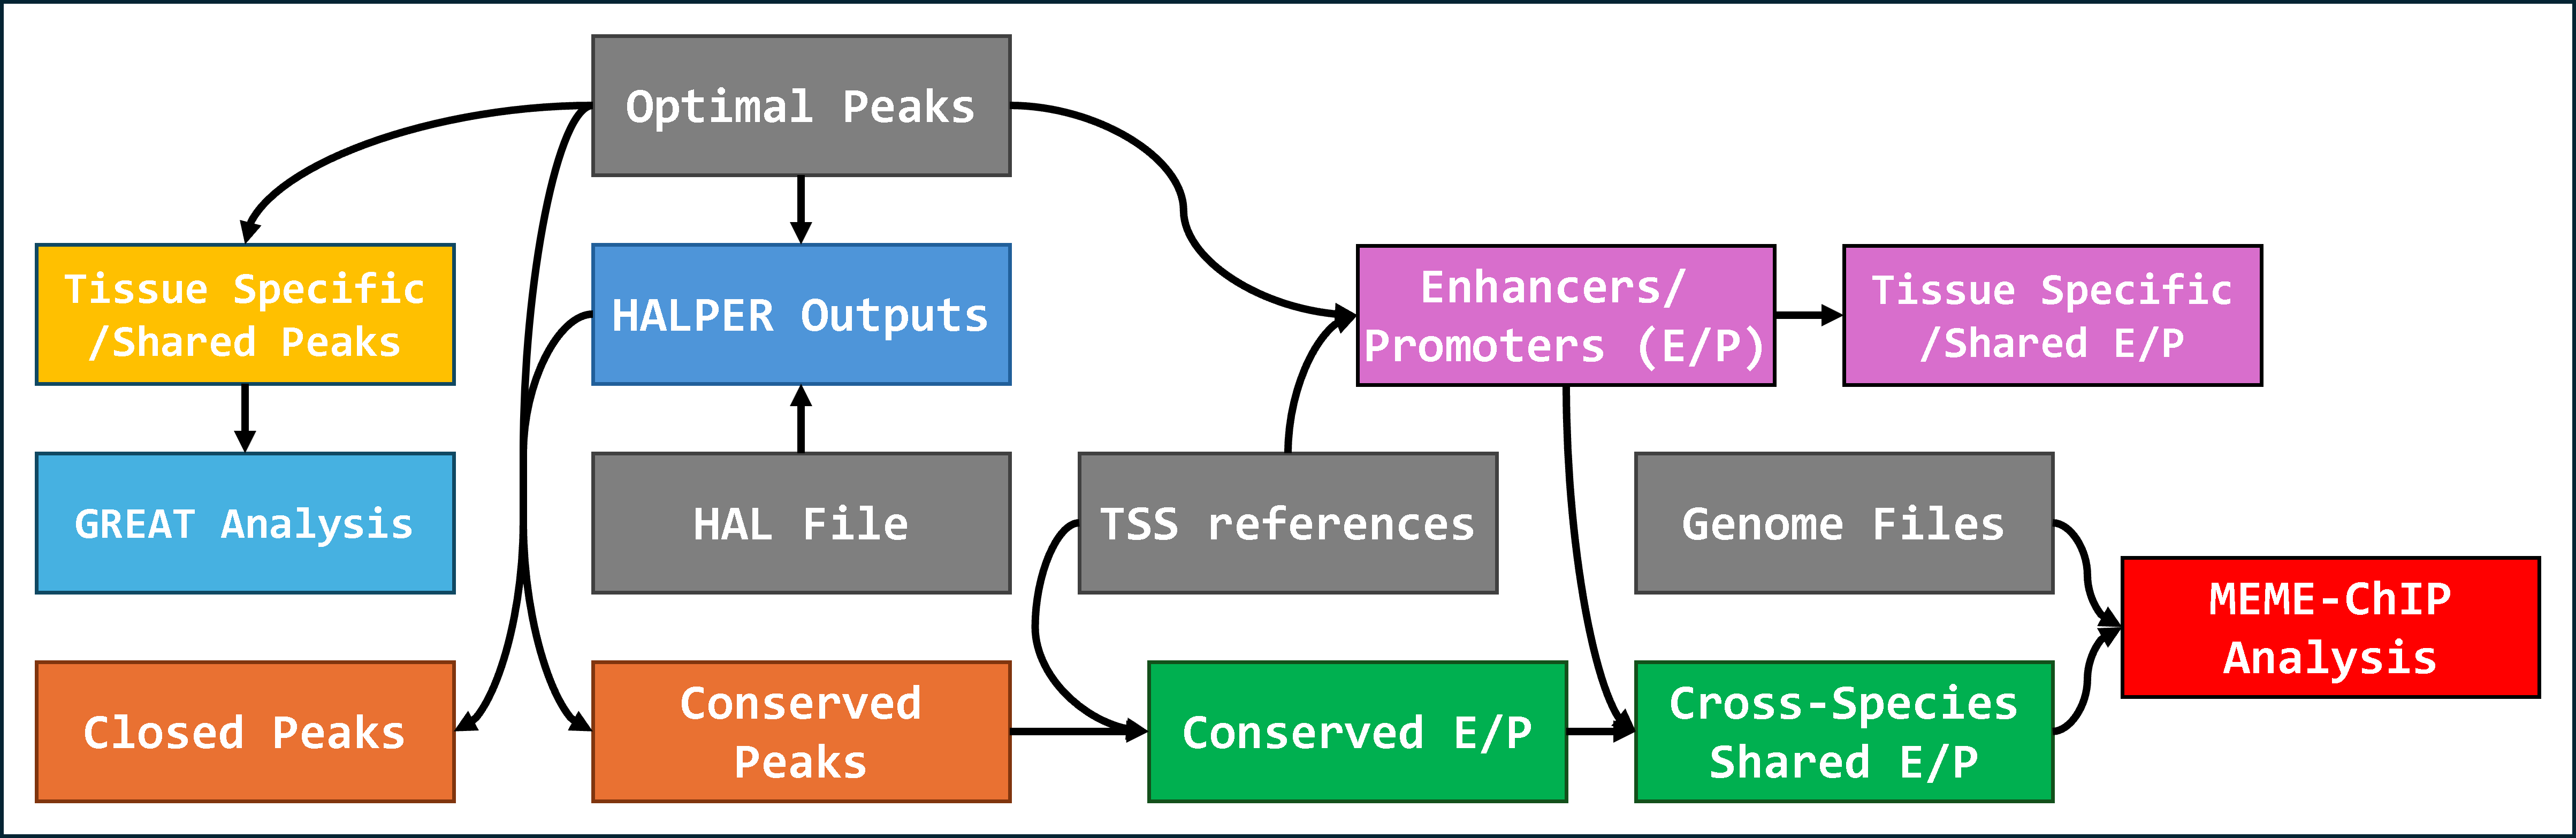 Optimal Peaks
Tissue Specific
/Shared Peaks
HALPER Outputs
Enhancers/
Promoters (E/P)
Tissue Specific
/Shared E/P
GREAT Analysis
HAL File
TSS references
Genome Files
MEME-ChIP
Analysis
Closed Peaks
Conserved
Peaks
Conserved E/P
Cross-Species
Shared E/P